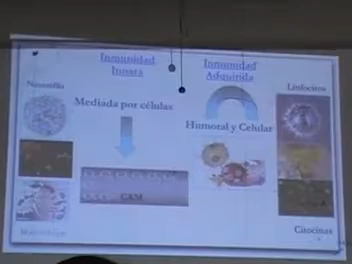 Inmunidad
Innata
Inmunidad
Adquirida
Neutrófilo
Linfocitos
Mediada por células
Humoral y Celular
CAM
Citocinas